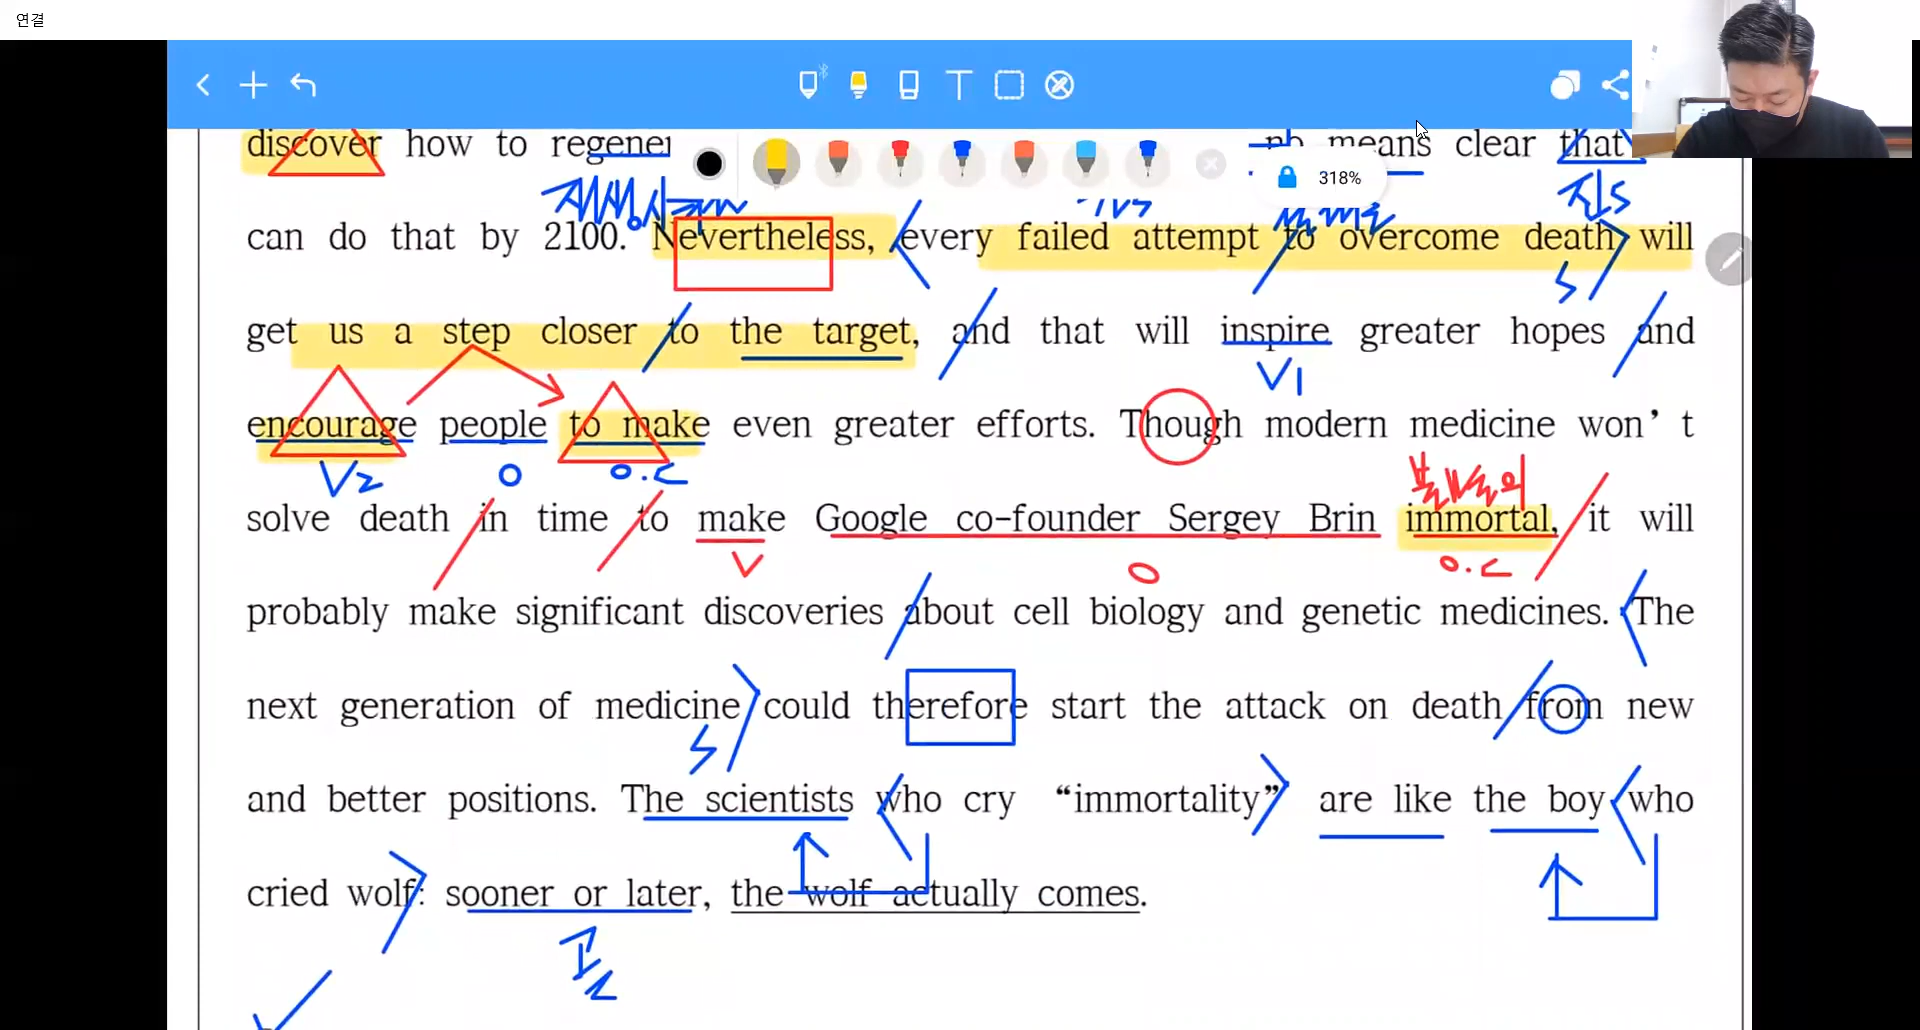 연결
318%
discover how to regener no means clear that
재생시키는 진S
can do that by 2100. Nevertheless, every failed attempt to overcome death will
S
get us a step closer to the target, and that will inspire greater hopes and
V1
encourage people to make even greater efforts. Though modern medicine won’t
V2 O O.C 불멸의
solve death in time to make Google co-founder Sergey Brin immortal, it will
V O O.C
probably make significant discoveries about cell biology and genetic medicines. The
next generation of medicine could therefore start the attack on death from new
S
and better positions. The scientists who cry “immortality” are like the boy who
cried wolf: sooner or later, the wolf actually comes.